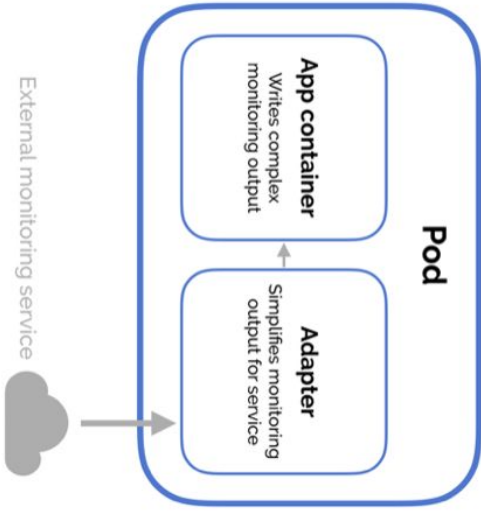 Pod
App container
Writes complex
monitoring output
Adapter
Simplifies monitoring
output for service
External monitoring service